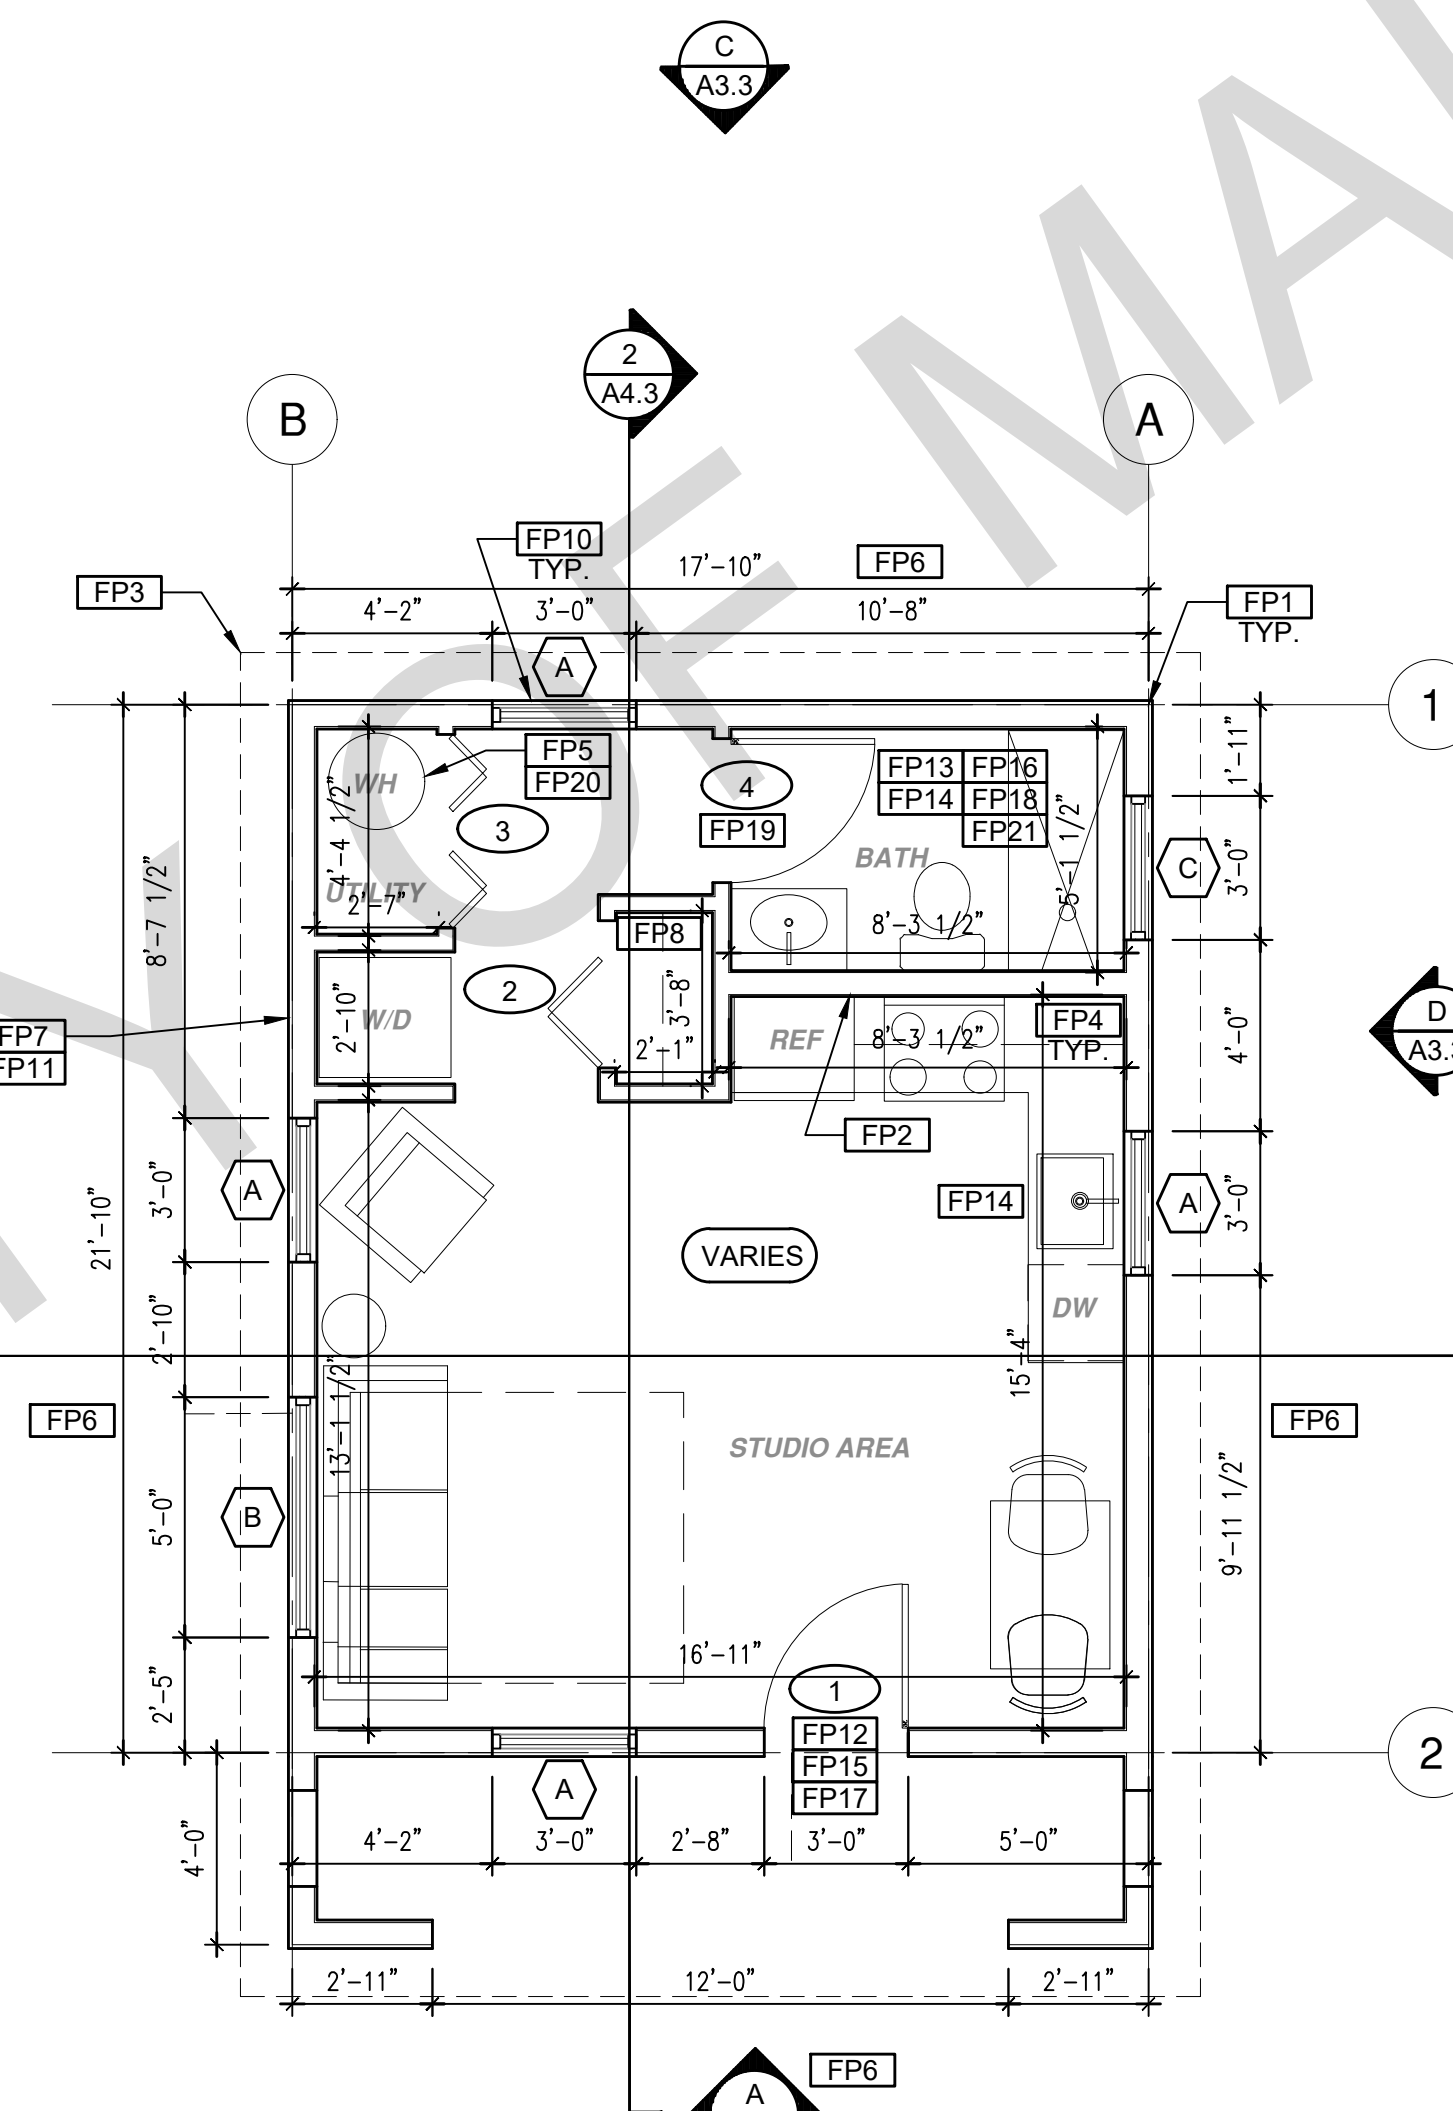 C
A3.3
2
A4.3
B
A
FP10
TYP.
17'-10"
FP6
FP3
4'-2"
3'-0"
10'-8"
FP1
TYP.
A
1
FP5
FP20
WH
4'-4 1/2"
3
4
FP19
FP13 FP16
FP14 FP18
FP21
1'-11"
BATH
5'-1 1/2"
C
3'-0"
8'-7 1/2"
UTILITY
2'-7"
FP8
8'-3 1/2"
2
3'-8"
2'-10"
W/D
D
A3.
FP7
FP11
REF
8'-3 1/2"
FP4
TYP.
2'-1"
4'-0"
FP2
A
3'-0"
21'-10"
FP14
A
3'-0"
VARIES
2'-10"
DW
13'-1 1/2"
15'-4"
FP6
FP6
STUDIO AREA
B
5'-0"
9'-11 1/2"
16'-11"
2'-5"
1
FP12
FP15
FP17
2
A
4'-0"
4'-2"
3'-0"
2'-8"
3'-0"
5'-0"
2'-11"
12'-0"
2'-11"
FP6
A
Y OF MA